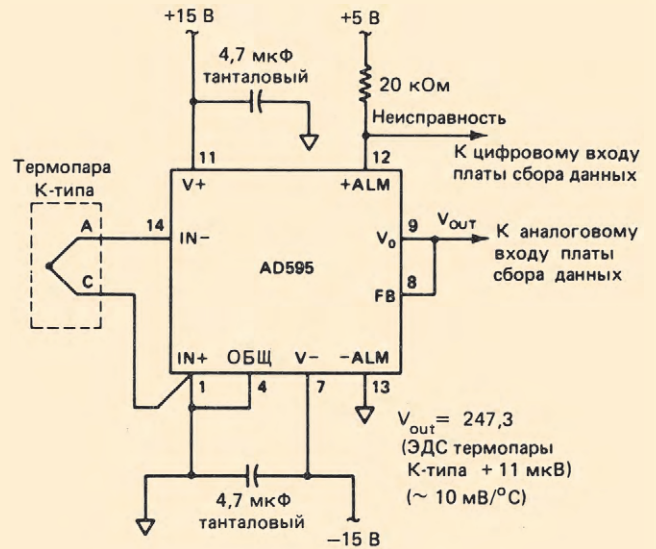 +15 В
+5 В
4,7 мкФ
танталовый
20 кОм
Неисправность
К цифровому входу
платы сбора данных
11
12
Термопара
К-типа
V+
+ALM
A
14
IN−
9
V₀
V_OUT
К аналоговому
входу платы
сбора данных
AD595
C
8
FB
IN+
ОБЩ
V−
−ALM
1
4
7
13
V_out = 247,3
(ЭДС термопары
К-типа + 11 мкВ)
(~ 10 мВ/°С)
4,7 мкФ
танталовый
−15 В